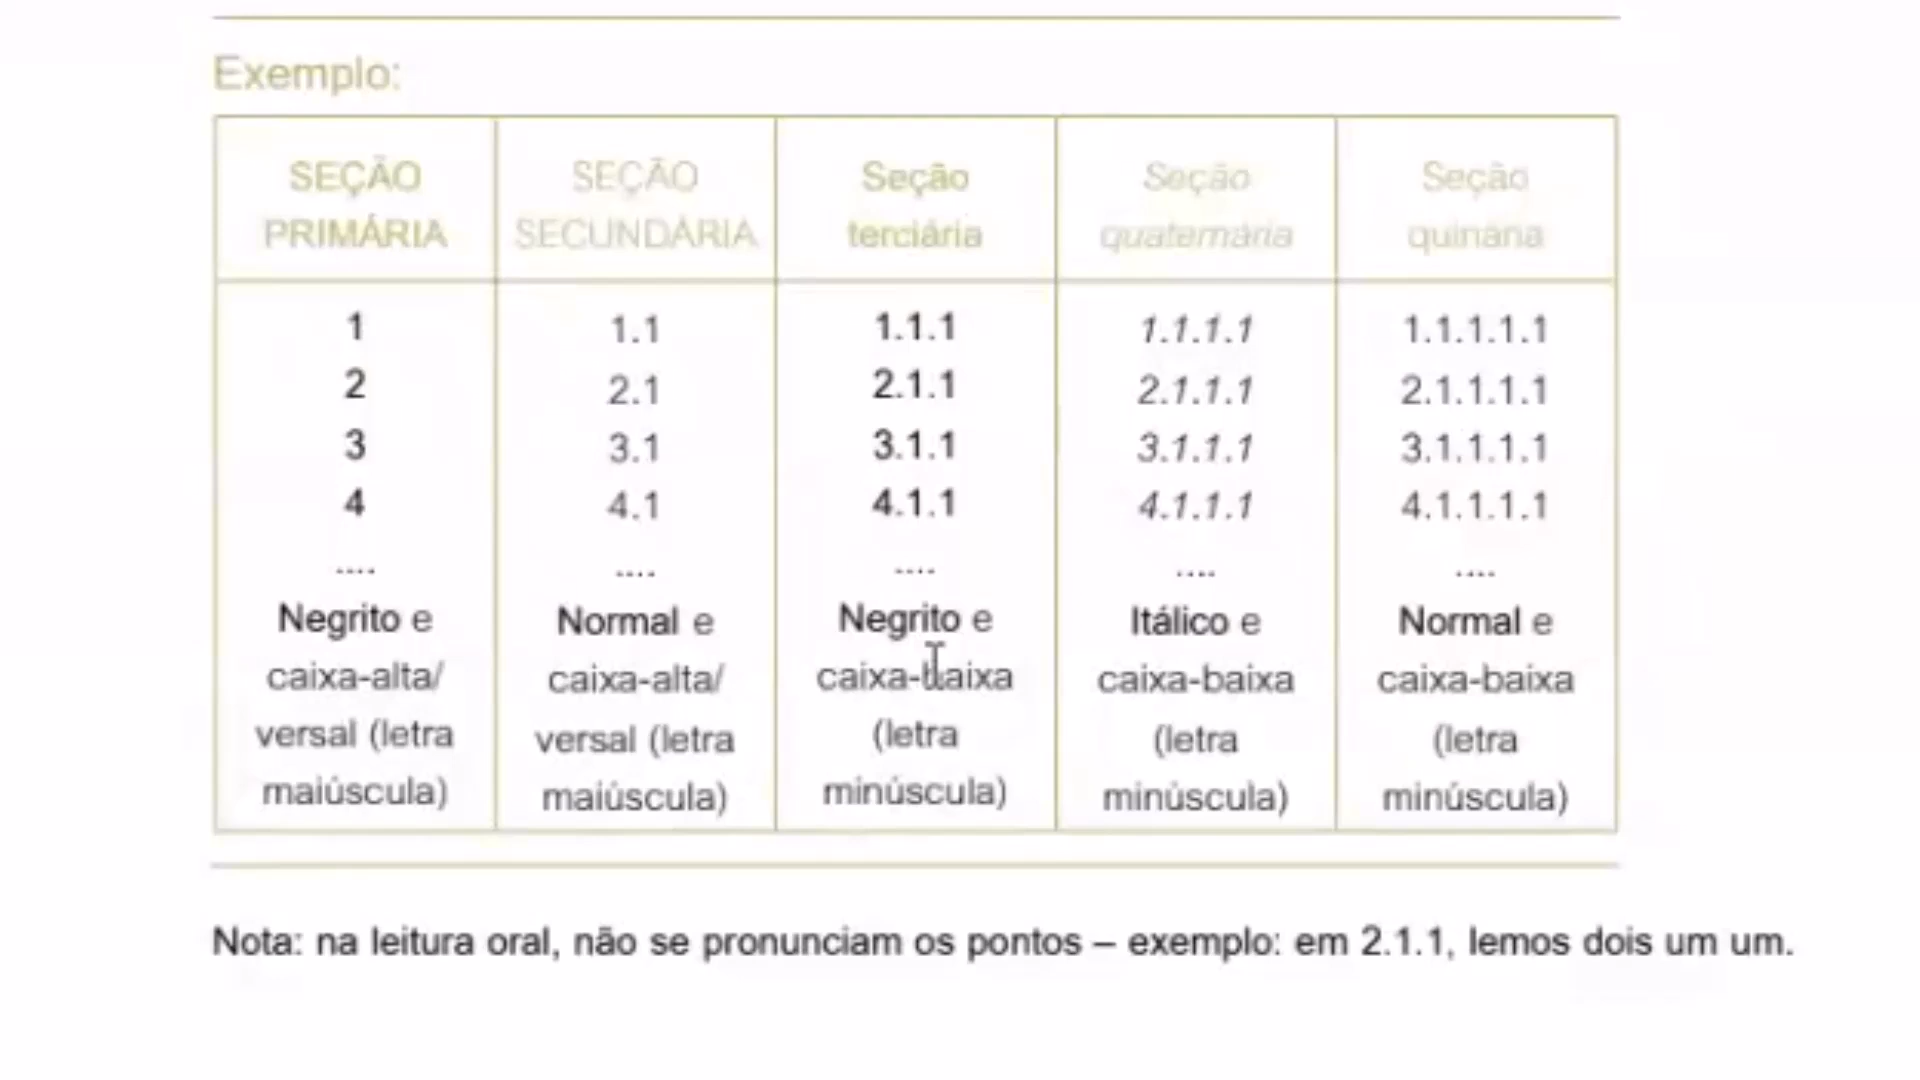 Exemplo:
SEÇÃO
PRIMÁRIA
SEÇÃO
SECUNDÁRIA
Seção
terciária
Seção
quaternária
Seção
quinária
1
2
3
4
....
Negrito e
caixa-alta/
versal (letra
maiúscula)
1.1
2.1
3.1
4.1
....
Normal e
caixa-alta/
versal (letra
maiúscula)
1.1.1
2.1.1
3.1.1
4.1.1
....
Negrito e
caixa-baixa
(letra
minúscula)
1.1.1.1
2.1.1.1
3.1.1.1
4.1.1.1
....
Itálico e
caixa-baixa
(letra
minúscula)
1.1.1.1.1
2.1.1.1.1
3.1.1.1.1
4.1.1.1.1
....
Normal e
caixa-baixa
(letra
minúscula)
Nota: na leitura oral, não se pronunciam os pontos – exemplo: em 2.1.1, lemos dois um um.